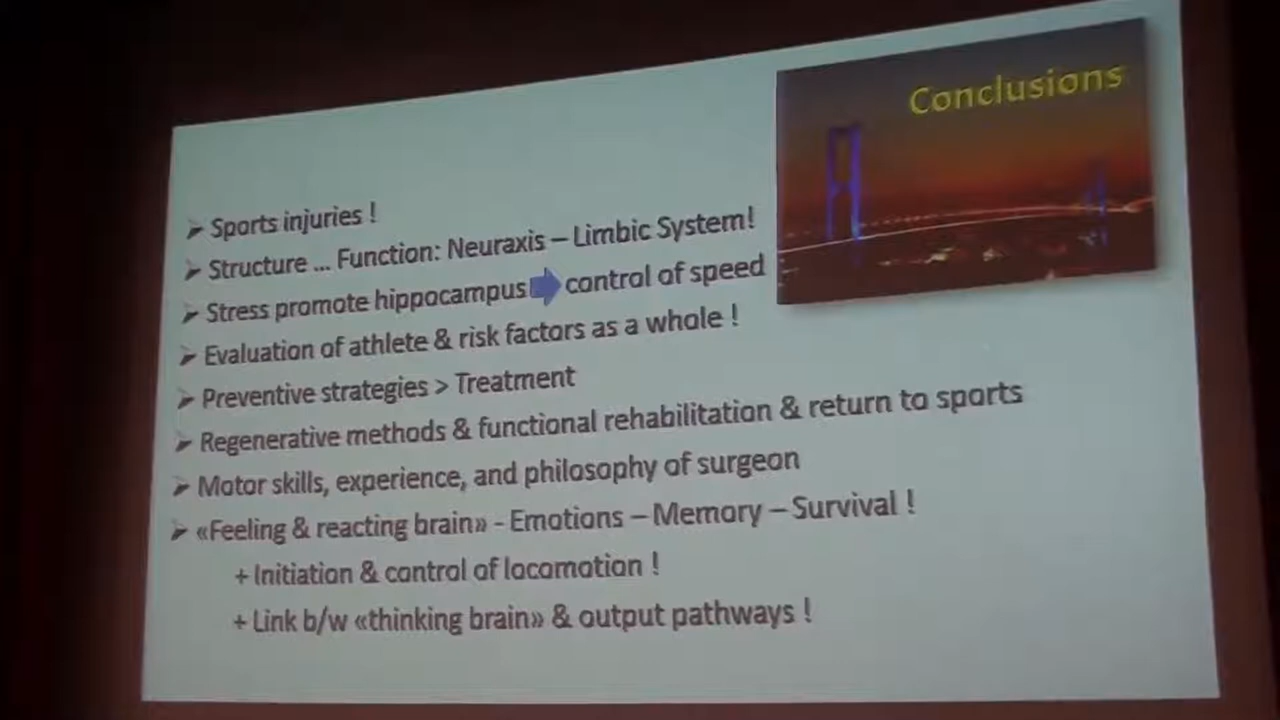 Conclusions
➢ Sports injuries !
➢ Structure ... Function: Neuraxis – Limbic System!
➢ Stress promote hippocampus control of speed
➢ Evaluation of athlete & risk factors as a whole !
➢ Preventive strategies > Treatment
➢ Regenerative methods & functional rehabilitation & return to sports
➢ Motor skills, experience, and philosophy of surgeon
➢ «Feeling & reacting brain» - Emotions – Memory – Survival !
+ Initiation & control of locomotion !
+ Link b/w «thinking brain» & output pathways !